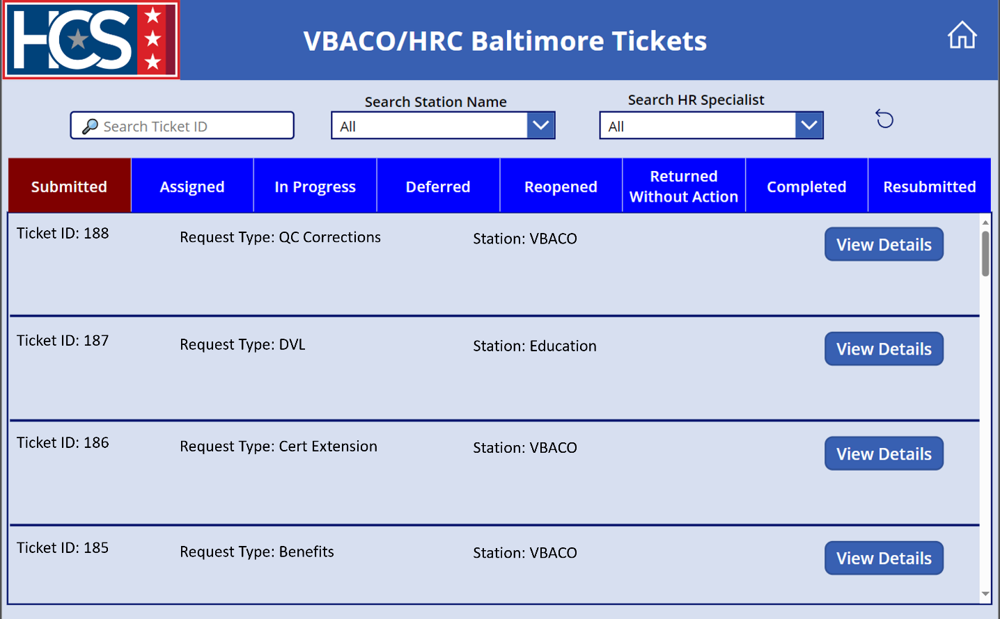 HCS
VBACO/HRC Baltimore Tickets
Search Station Name
Search HR Specialist
Search Ticket ID
All
All
Submitted
Assigned
In Progress
Deferred
Reopened
Returned
Without Action
Completed
Resubmitted
Ticket ID: 188
Request Type: QC Corrections
Station: VBACO
View Details
Ticket ID: 187
Request Type: DVL
Station: Education
View Details
Ticket ID: 186
Request Type: Cert Extension
Station: VBACO
View Details
Ticket ID: 185
Request Type: Benefits
Station: VBACO
View Details